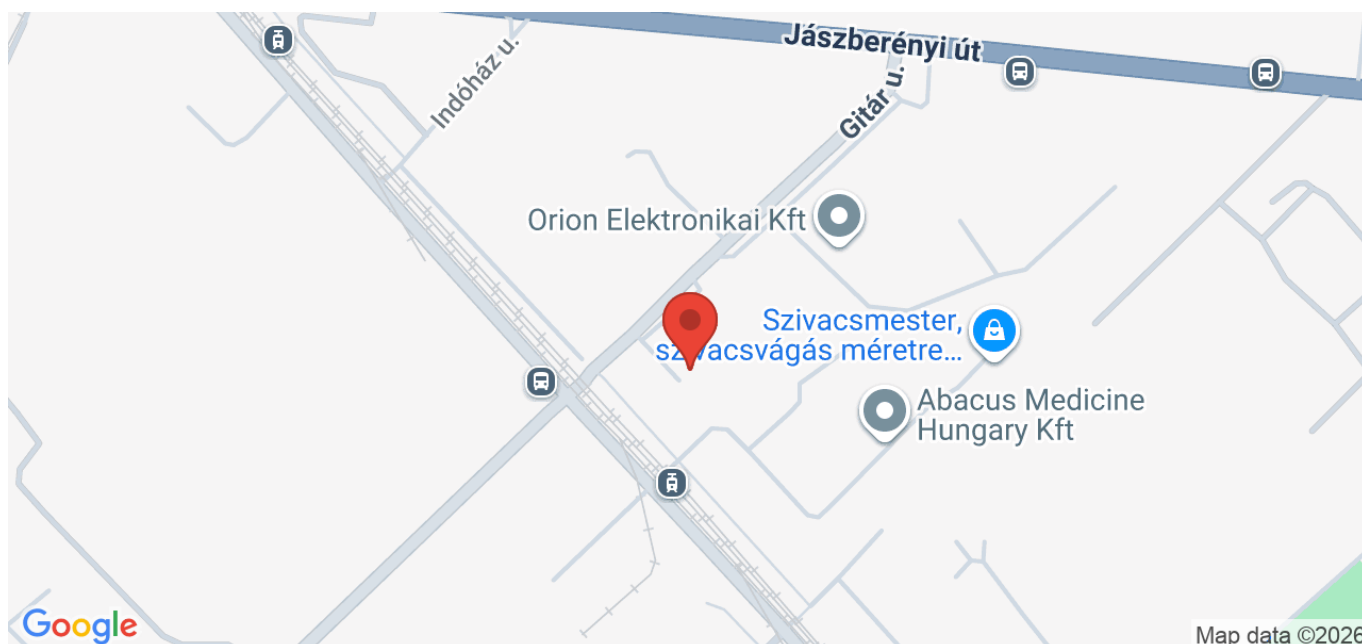 Jászberényi út
Indóház u.
Gitár u.
Orion Elektronikai Kft
Szivacsmester,
szivacsvágás méretre...
Abacus Medicine
Hungary Kft
Google
Map data ©2026